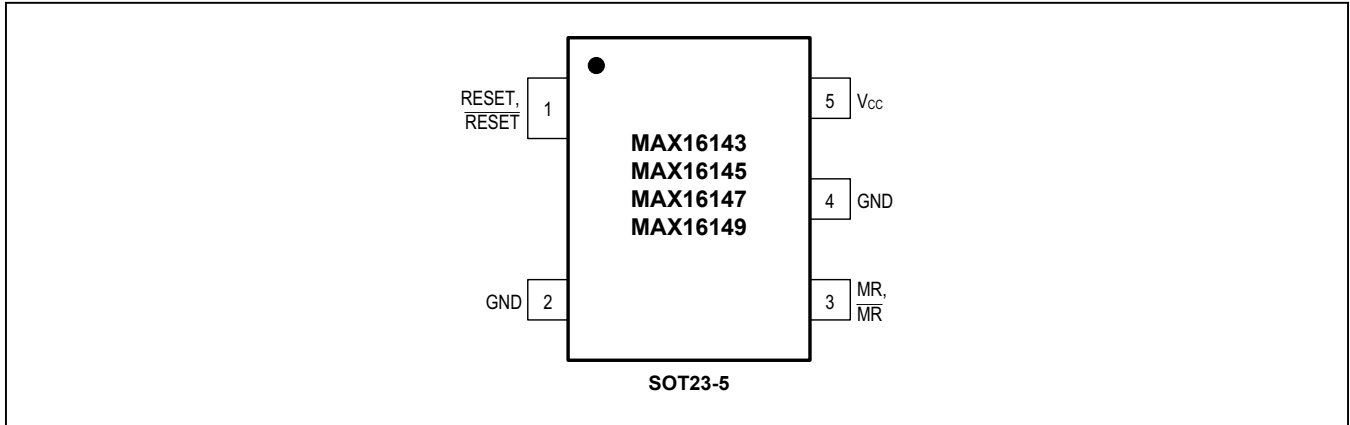 RESET,
RESET
1
GND
2
MAX16143
MAX16145
MAX16147
MAX16149
5
Vcc
4
GND
3
MR,
MR
SOT23-5